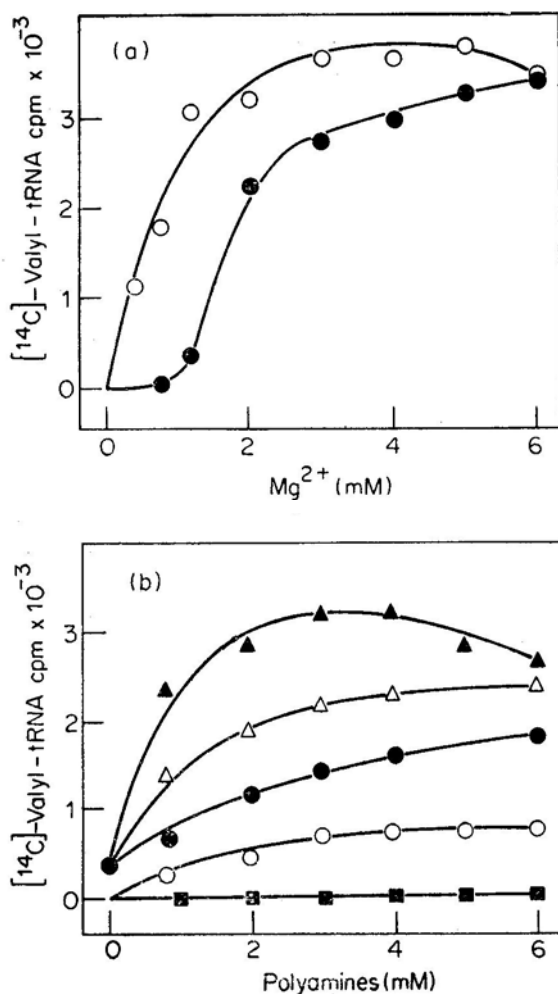 (a)
[¹⁴C]-Valyl-tRNA cpm x 10⁻³
3
2
1
0
0 2 4 6
Mg²⁺ (mM)
(b)
[¹⁴C]-Valyl-tRNA cpm x 10⁻³
3
2
1
0
0 2 4 6
Polyamines (mM)